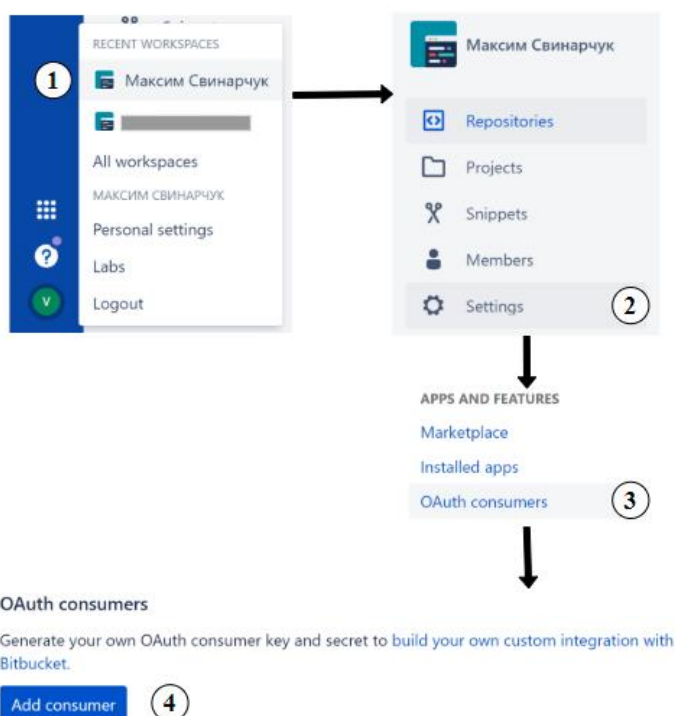 RECENT WORKSPACES
1
Максим Свинарчук
All workspaces
МАКСИМ СВИНАРЧУК
Personal settings
Labs
Logout
?
V
Максим Свинарчук
Repositories
Projects
Snippets
Members
Settings
2
APPS AND FEATURES
Marketplace
Installed apps
OAuth consumers
3
OAuth consumers
Generate your own OAuth consumer key and secret to build your own custom integration with
Bitbucket.
Add consumer
4